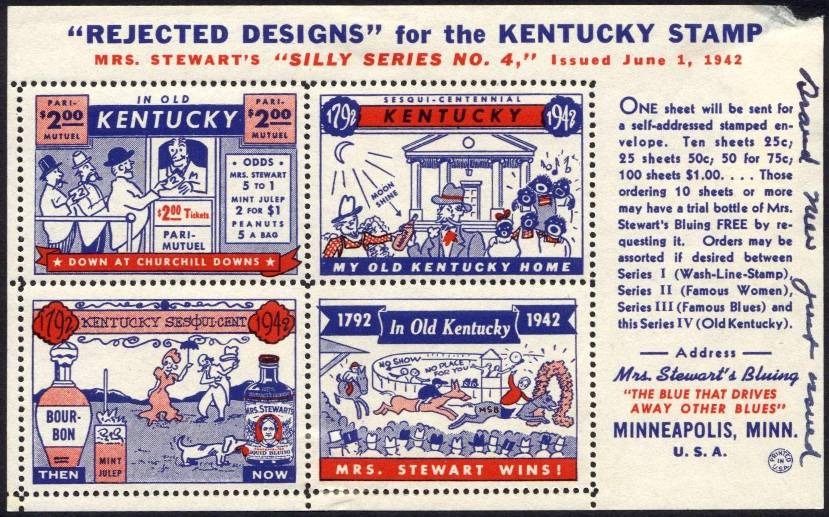 "REJECTED DESIGNS" for the KENTUCKY STAMP
MRS. STEWART'S "SILLY SERIES NO. 4," Issued June 1, 1942
PARI-
$2.00
MUTUEL
IN OLD
KENTUCKY
PARI-
$2.00
MUTUEL
• ODDS •
MRS. STEWART
5 TO 1
MINT JULEP
2 FOR $1
PEANUTS
5 A BAG
$2.00 Tickets
PARI-
MUTUEL
★ DOWN AT CHURCHILL DOWNS ★
SESQUI-CENTENNIAL
1792
KENTUCKY
1942
MOON
SHINE
MY OLD KENTUCKY HOME
1792
KENTUCKY SESQUI-CENT
1942
BOUR-
BON
MINT
JULEP
MRS. STEWART'S
LIQUID BLUING
THEN
NOW
1792
In Old Kentucky
1942
NO SHOW
NO PLACE
FOR YOU
MSB
MRS. STEWART WINS!
ONE sheet will be sent for
a self-addressed stamped en-
velope. Ten sheets 25c;
25 sheets 50c; 50 for 75c;
100 sheets $1.00. . . . Those
ordering 10 sheets or more
may have a trial bottle of Mrs.
Stewart's Bluing FREE by re-
questing it. Orders may be
assorted if desired between
Series I (Wash-Line-Stamp),
Series II (Famous Women),
Series III (Famous Blues) and
this Series IV (Old Kentucky).
— Address —
Mrs. Stewart's Bluing
"THE BLUE THAT DRIVES
AWAY OTHER BLUES"
MINNEAPOLIS, MINN.
U. S. A.
PRINTED
IN
U.S.A.
Brand new just issued